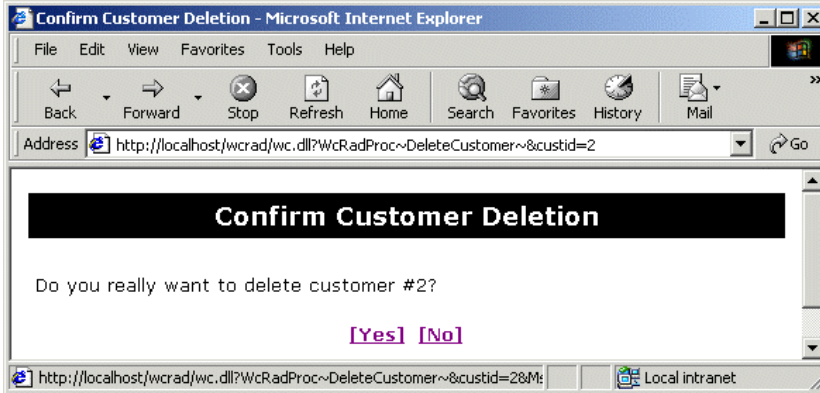 Confirm Customer Deletion - Microsoft Internet Explorer
File Edit View Favorites Tools Help
Back Forward Stop Refresh Home Search Favorites History Mail »
Address http://localhost/wcrad/wc.dll?WcRadProc~DeleteCustomer~&custid=2 Go
Confirm Customer Deletion
Do you really want to delete customer #2?
[Yes] [No]
http://localhost/wcrad/wc.dll?WcRadProc~DeleteCustomer~&custid=2&Ms Local intranet